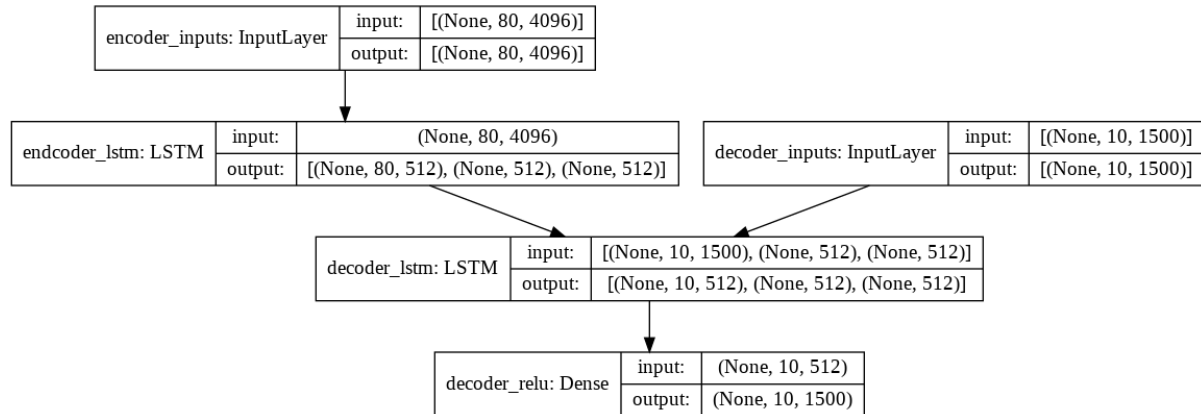 encoder_inputs: InputLayer
input: [(None, 80, 4096)]
output: [(None, 80, 4096)]
endcoder_lstm: LSTM
input: (None, 80, 4096)
output: [(None, 80, 512), (None, 512), (None, 512)]
decoder_inputs: InputLayer
input: [(None, 10, 1500)]
output: [(None, 10, 1500)]
decoder_lstm: LSTM
input: [(None, 10, 1500), (None, 512), (None, 512)]
output: [(None, 10, 512), (None, 512), (None, 512)]
decoder_relu: Dense
input: (None, 10, 512)
output: (None, 10, 1500)